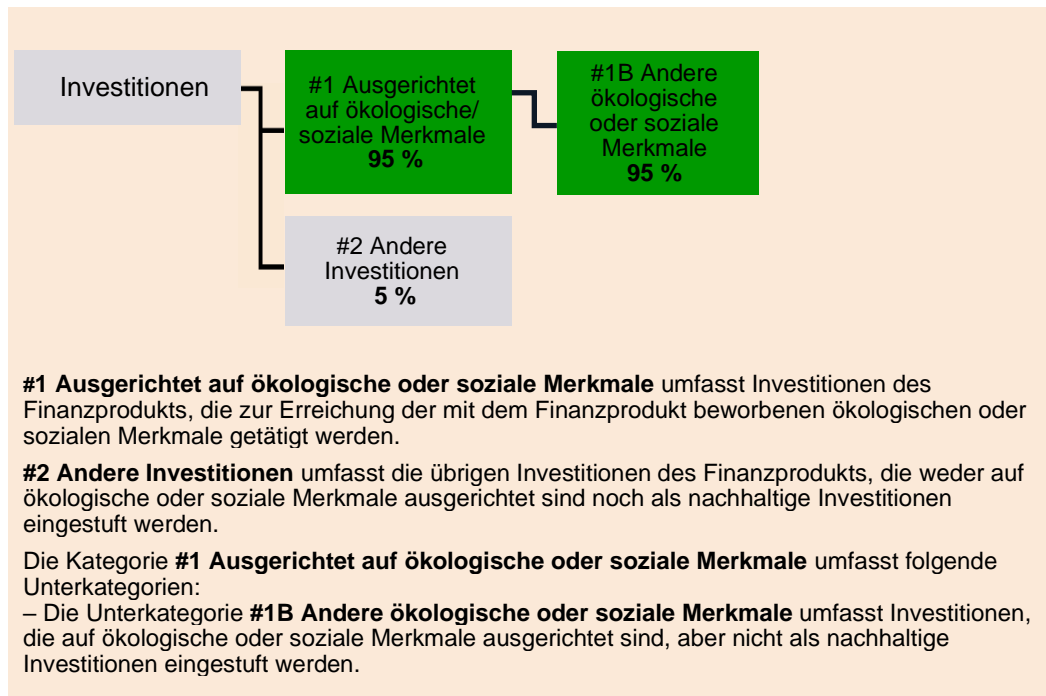 Investitionen
#1 Ausgerichtet
auf ökologische/
soziale Merkmale
95 %
#1B Andere
ökologische
oder soziale
Merkmale
95 %
#2 Andere
Investitionen
5 %
#1 Ausgerichtet auf ökologische oder soziale Merkmale umfasst Investitionen des
Finanzprodukts, die zur Erreichung der mit dem Finanzprodukt beworbenen ökologischen oder
sozialen Merkmale getätigt werden.
#2 Andere Investitionen umfasst die übrigen Investitionen des Finanzprodukts, die weder auf
ökologische oder soziale Merkmale ausgerichtet sind noch als nachhaltige Investitionen
eingestuft werden.
Die Kategorie #1 Ausgerichtet auf ökologische oder soziale Merkmale umfasst folgende
Unterkategorien:
– Die Unterkategorie #1B Andere ökologische oder soziale Merkmale umfasst Investitionen,
die auf ökologische oder soziale Merkmale ausgerichtet sind, aber nicht als nachhaltige
Investitionen eingestuft werden.